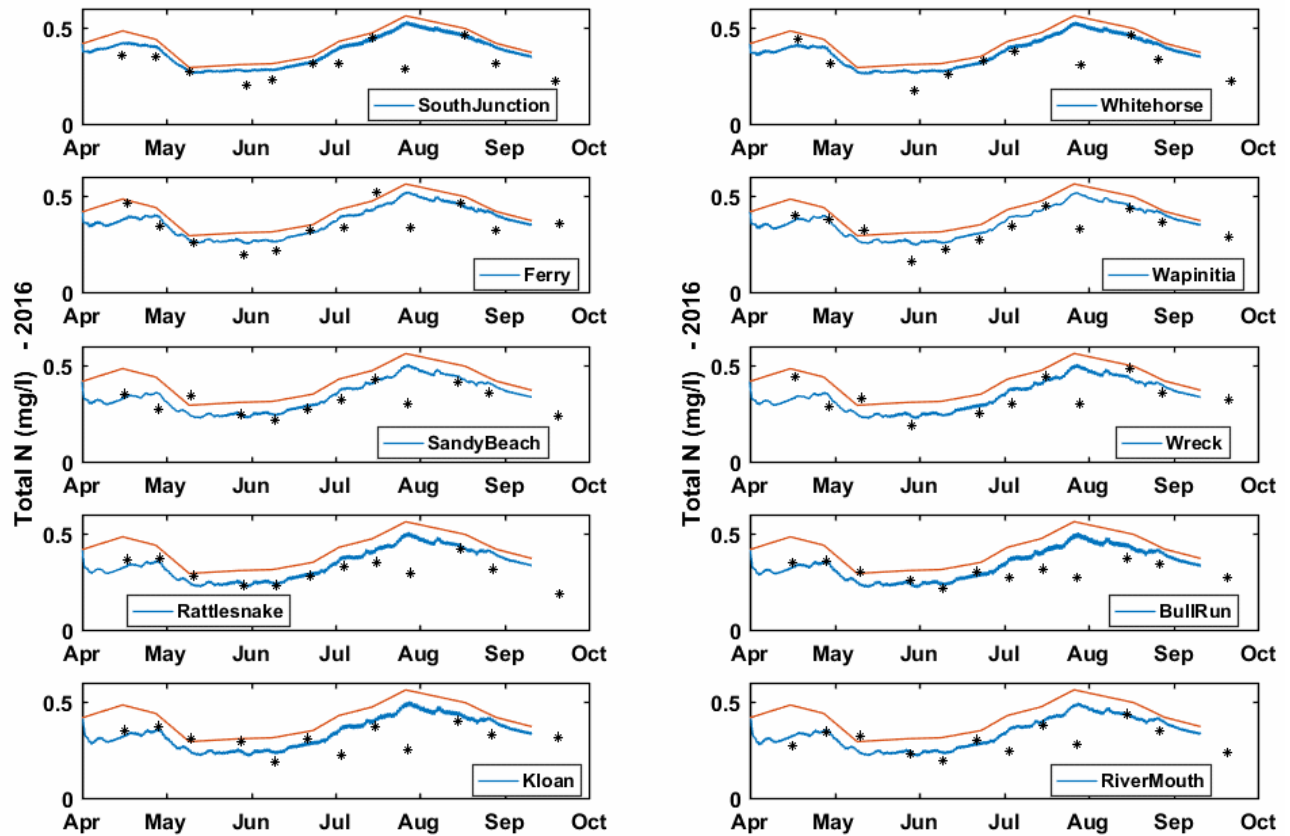 0.5
0
Apr May Jun Jul Aug Sep Oct
SouthJunction
0.5
0
Apr May Jun Jul Aug Sep Oct
Whitehorse
0.5
0
Apr May Jun Jul Aug Sep Oct
Ferry
0.5
0
Apr May Jun Jul Aug Sep Oct
Wapinitia
Total N (mg/l) - 2016
0.5
0
Apr May Jun Jul Aug Sep Oct
SandyBeach
Total N (mg/l) - 2016
0.5
0
Apr May Jun Jul Aug Sep Oct
Wreck
0.5
0
Apr May Jun Jul Aug Sep Oct
Rattlesnake
0.5
0
Apr May Jun Jul Aug Sep Oct
BullRun
0.5
0
Apr May Jun Jul Aug Sep Oct
Kloan
0.5
0
Apr May Jun Jul Aug Sep Oct
RiverMouth